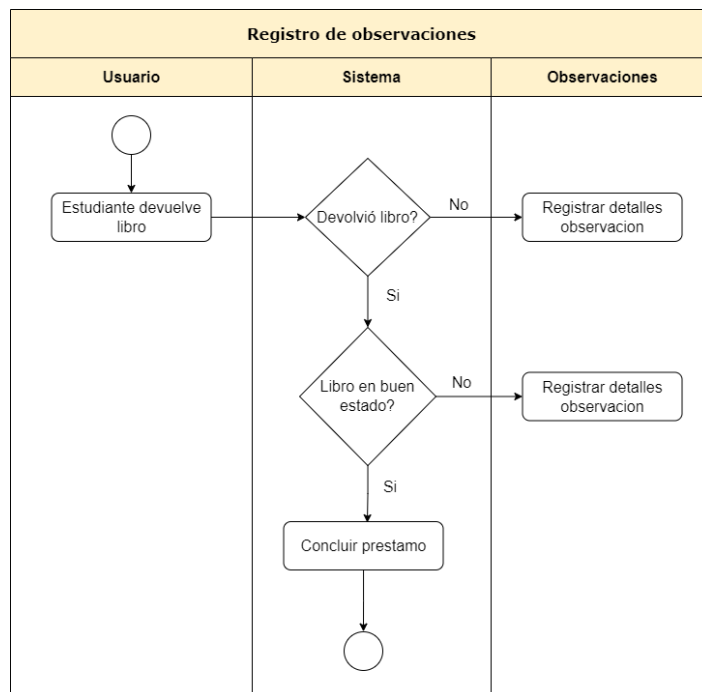 Registro de observaciones
Usuario
Sistema
Observaciones
Estudiante devuelve
libro
Devolvió libro?
No
Registrar detalles
observacion
Si
Libro en buen
estado?
No
Registrar detalles
observacion
Si
Concluir prestamo